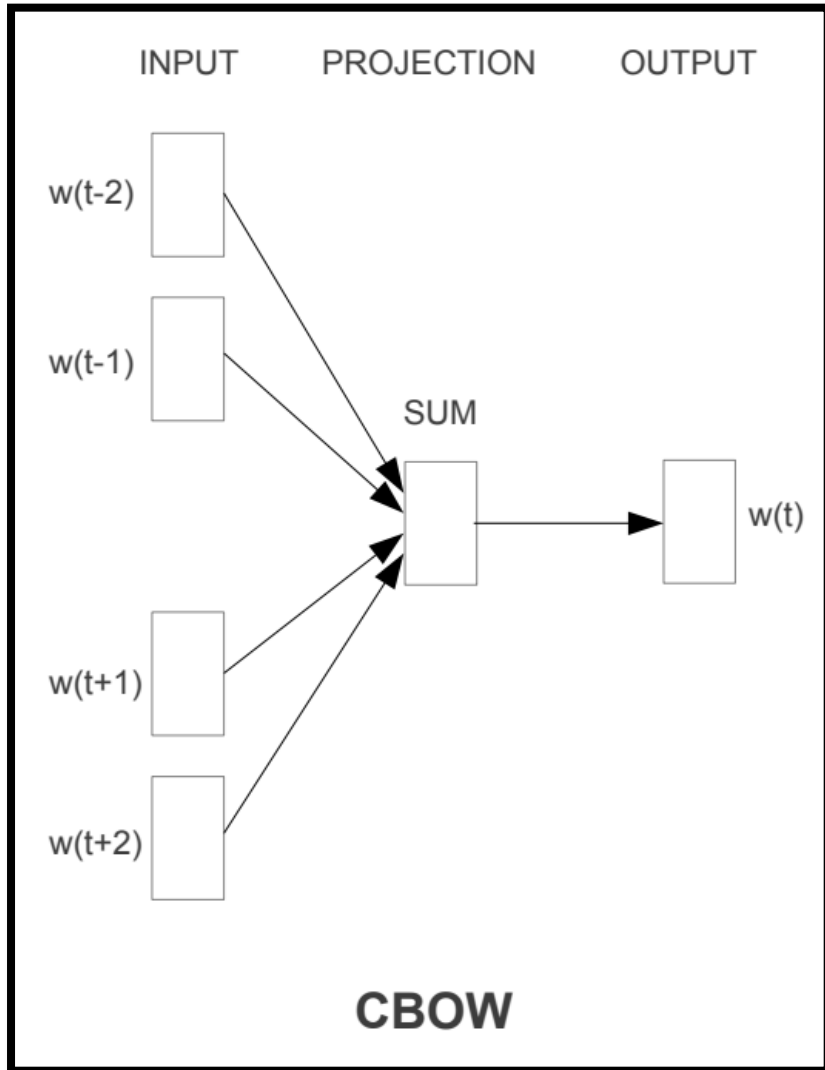 INPUT PROJECTION OUTPUT
w(t-2)
w(t-1)
SUM
w(t)
w(t+1)
w(t+2)
CBOW